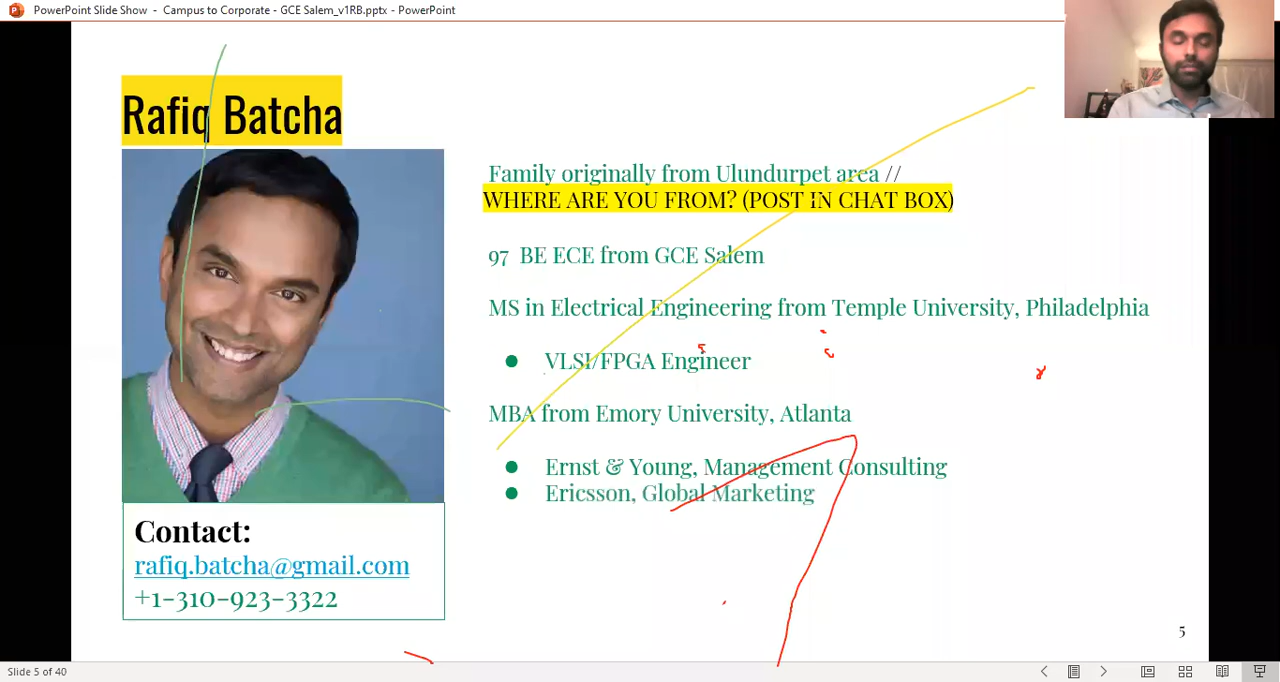 PowerPoint Slide Show - Campus to Corporate - GCE Salem_v1RB.pptx - PowerPoint
Rafiq Batcha
Family originally from Ulundurpet area //
WHERE ARE YOU FROM? (POST IN CHAT BOX)
97 BE ECE from GCE Salem
MS in Electrical Engineering from Temple University, Philadelphia
● VLSI/FPGA Engineer
MBA from Emory University, Atlanta
● Ernst & Young, Management Consulting
● Ericsson, Global Marketing
Contact:
rafiq.batcha@gmail.com
+1-310-923-3322
5
Slide 5 of 40